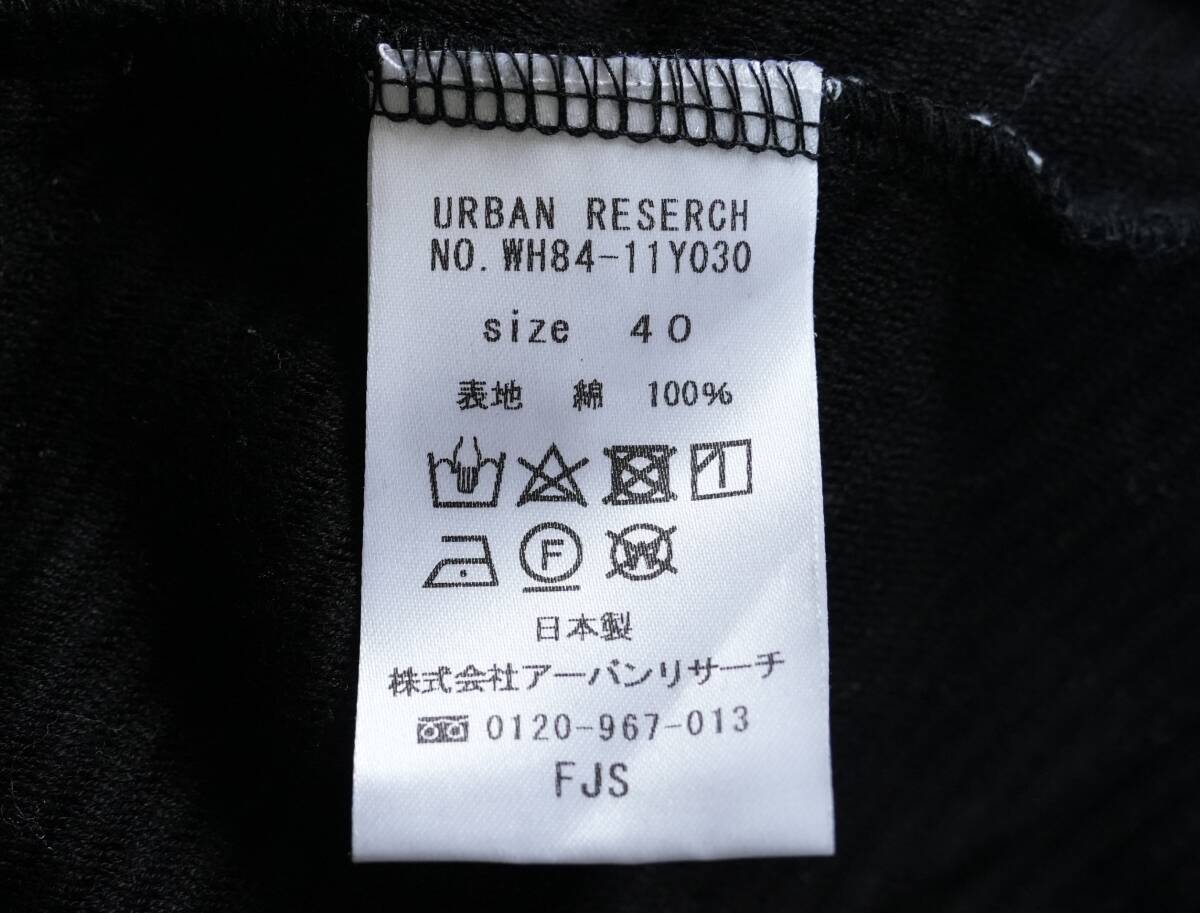 URBAN RESERCH
NO. WH84-11Y030
size 40
表地 綿 100%
F W
日本製
株式会社アーバンリサーチ
0120-967-013
FJS